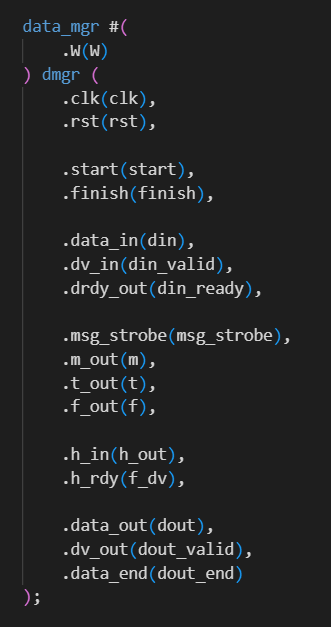 data_mgr #(
.W(W)
) dmgr (
.clk(clk),
.rst(rst),
.start(start),
.finish(finish),
.data_in(din),
.dv_in(din_valid),
.drdy_out(din_ready),
.msg_strobe(msg_strobe),
.m_out(m),
.t_out(t),
.f_out(f),
.h_in(h_out),
.h_rdy(f_dv),
.data_out(dout),
.dv_out(dout_valid),
.data_end(dout_end)
);